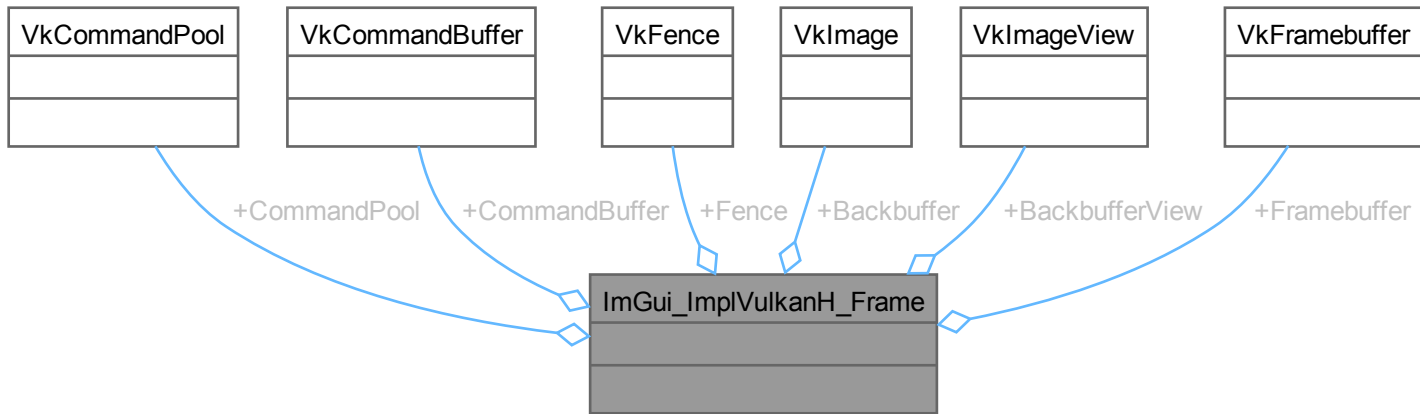 VkCommandPool
VkCommandBuffer
VkFence
VkImage
VkImageView
VkFramebuffer
+CommandPool
+CommandBuffer
+Fence
+Backbuffer
+BackbufferView
+Framebuffer
ImGui_ImplVulkanH_Frame